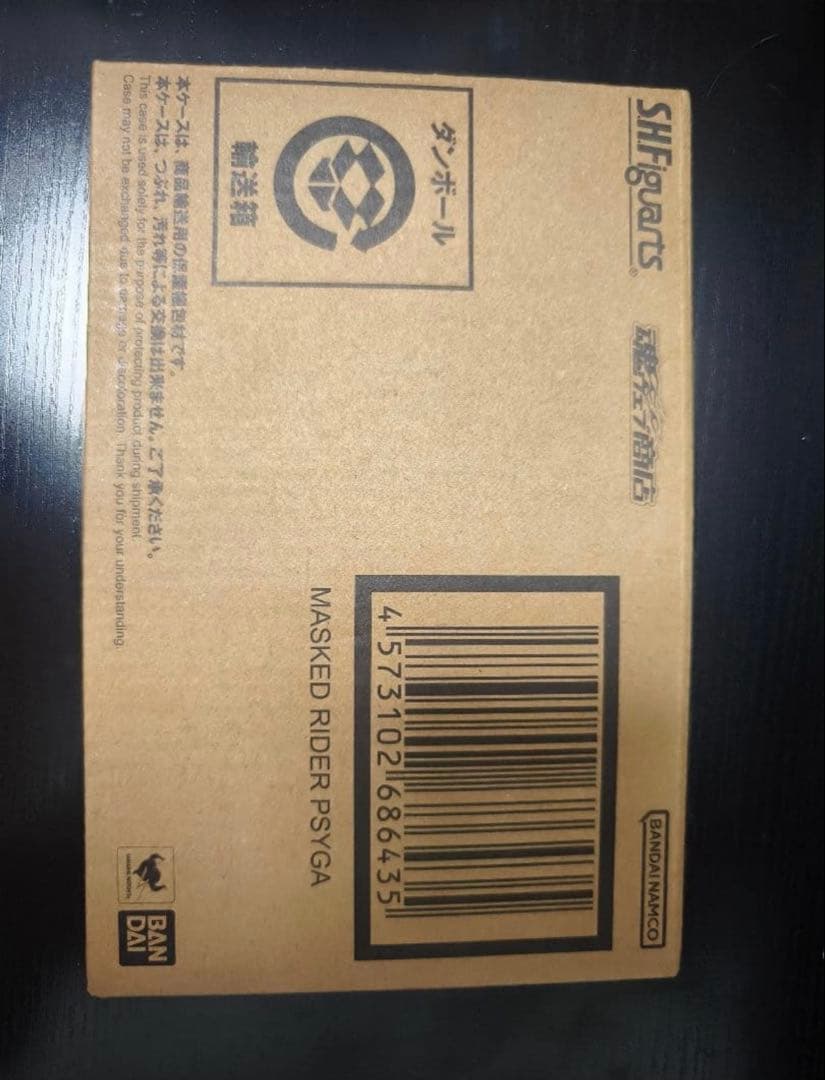 S.H.Figuarts®
魂ウェブ商店
BANDAI NAMCO
ダンボール
輸送箱
4 573102 686435
MASKED RIDER PSYGA
本ケースは、商品輸送用の保護梱包材です。
本ケースは、つぶれ、汚れ等による交換は出来ません。ご了承ください。
This case is used solely for the purpose of protecting product during shipment.
Case may not be exchanged due to damage or discoloration. Thank you for your understanding.
BAN
DAI